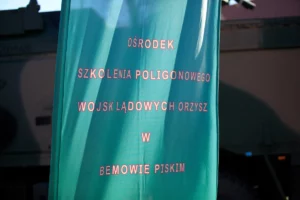 OŚRODEK
SZKOLENIA POLIGONOWEGO
WOJSK LĄDOWYCH ORZYSZ
W
BEMOWIE PISKIM